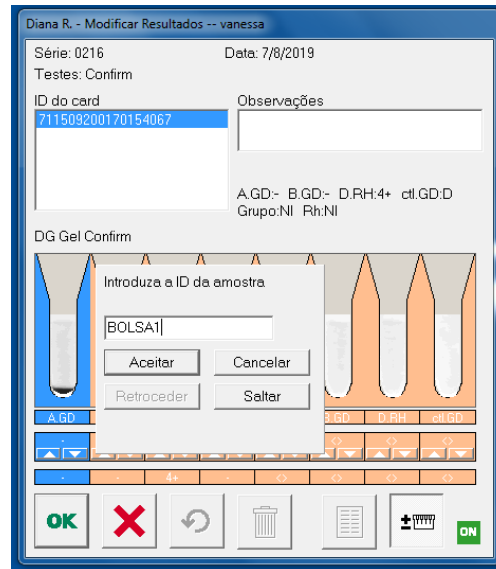 Diana R. - Modificar Resultados -- vanessa
Série: 0216 Data: 7/8/2019
Testes: Confirm
ID do card Observações
711509200170154067
A.GD:- B.GD:- D.RH:4+ ctl.GD:D
Grupo:NI Rh:NI
DG Gel Confirm
Introduza a ID da amostra
BOLSA1
Aceitar Cancelar
Retroceder Saltar
A.GD B.GD D.RH ctl.GD
- <> <> <>
- - 4+ - <> <> <> <>
OK ± ON